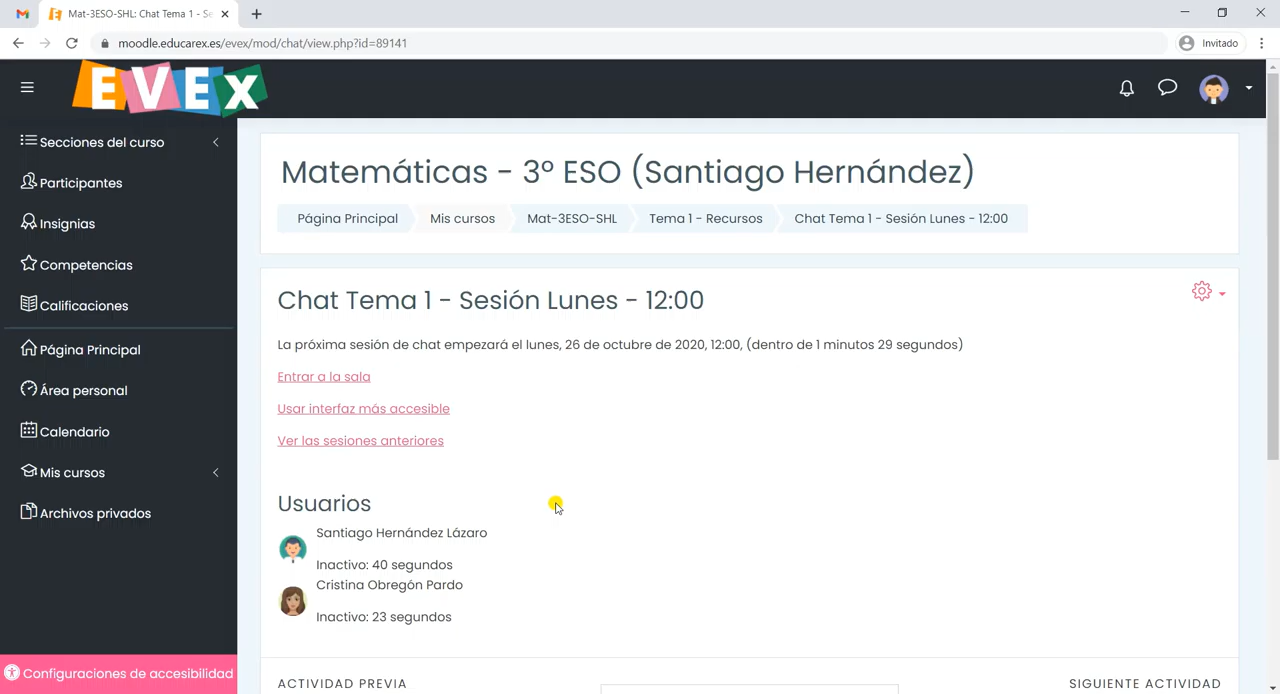 Mat-3ESO-SHL: Chat Tema 1 - Se
moodle.educarex.es/evex/mod/chat/view.php?id=89141
Invitado
EVEX
Secciones del curso
Participantes
Insignias
Competencias
Calificaciones
Página Principal
Área personal
Calendario
Mis cursos
Archivos privados
Configuraciones de accesibilidad
Matemáticas - 3º ESO (Santiago Hernández)
Página Principal Mis cursos Mat-3ESO-SHL Tema 1 - Recursos Chat Tema 1 - Sesión Lunes - 12:00
Chat Tema 1 - Sesión Lunes - 12:00
La próxima sesión de chat empezará el lunes, 26 de octubre de 2020, 12:00, (dentro de 1 minutos 29 segundos)
Entrar a la sala
Usar interfaz más accesible
Ver las sesiones anteriores
Usuarios
Santiago Hernández Lázaro
Inactivo: 40 segundos
Cristina Obregón Pardo
Inactivo: 23 segundos
ACTIVIDAD PREVIA SIGUIENTE ACTIVIDAD